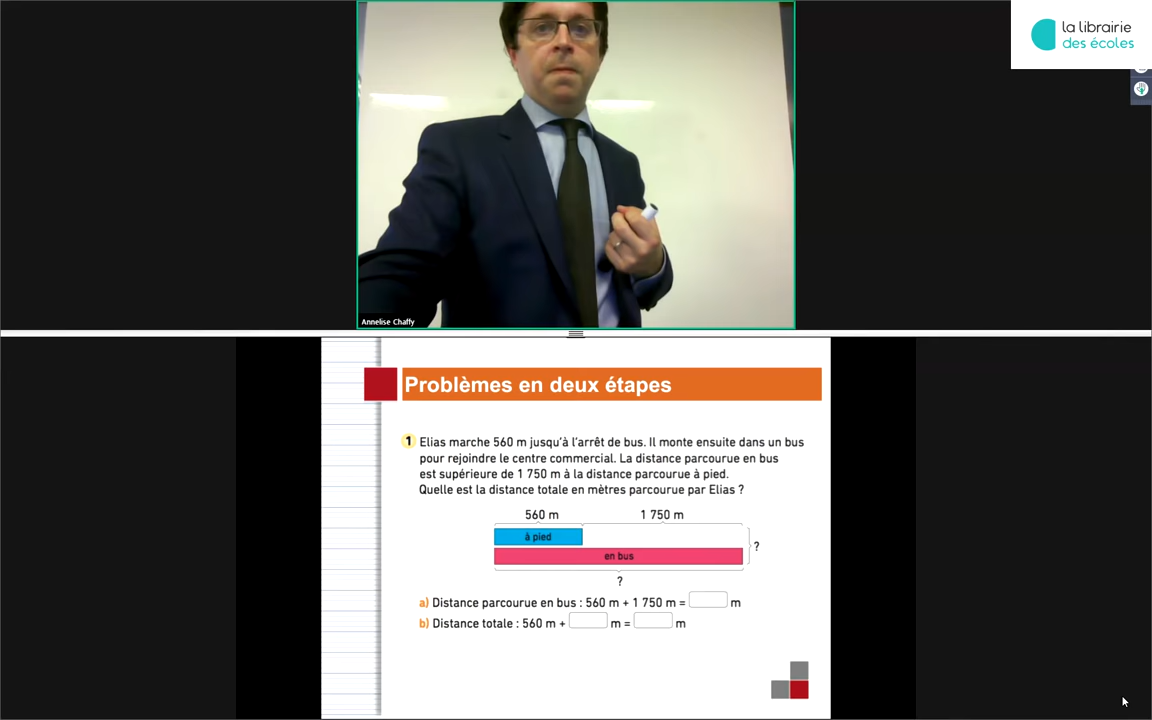 la librairie
des écoles
Annelise Chaffy
Problèmes en deux étapes
1 Elias marche 560 m jusqu'à l'arrêt de bus. Il monte ensuite dans un bus
pour rejoindre le centre commercial. La distance parcourue en bus
est supérieure de 1 750 m à la distance parcourue à pied.
Quelle est la distance totale en mètres parcourue par Elias ?
560 m 1 750 m
à pied
?
en bus
?
a) Distance parcourue en bus : 560 m + 1 750 m = m
b) Distance totale : 560 m + m = m